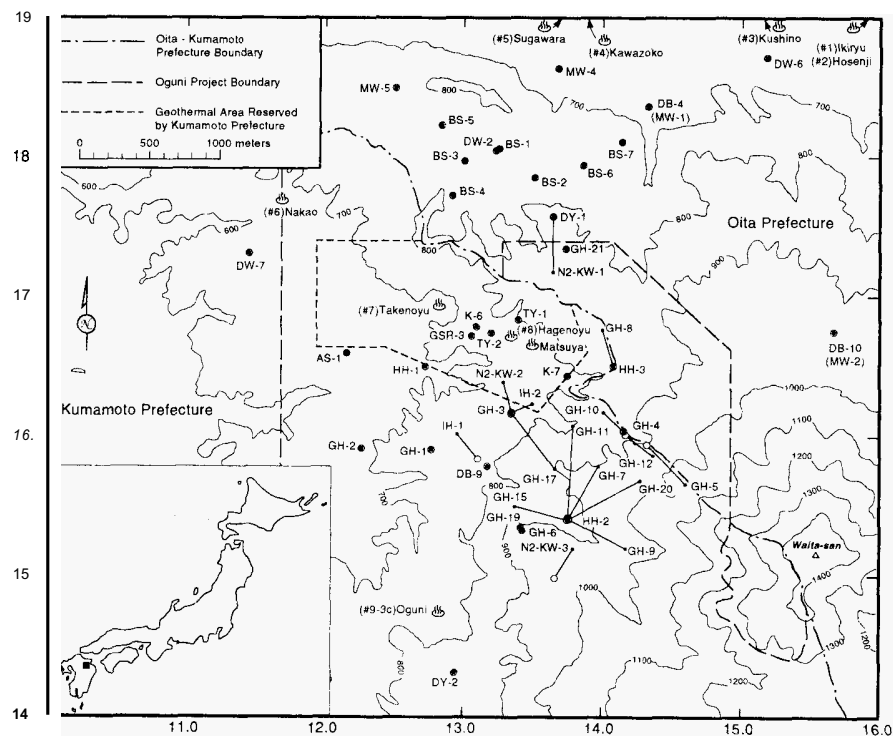 19
18
17
16.
15
14
11.0
12.0
13.0
14.0
15.0
16.0
Oita - Kumamoto
Prefecture Boundary
Oguni Project Boundary
Geothermal Area Reserved
by Kumamoto Prefecture
0 500 1000 meters
(#5)Sugawara
(#4)Kawazoko
(#3)Kushino
(#1)Ikiryu
(#2)Hosenji
MW-4
DW-6
MW-5
800
700
DB-4
(MW-1)
700
BS-5
DW-2
BS-1
BS-3
BS-7
BS-6
BS-2
BS-4
800
600
(#6)Nakao
700
600
DW-7
DY-1
800
Oita Prefecture
800
GH-21
N2-KW-1
900
(#7)Takenoyu
K-6
TY-1
(#8)Hagenoyu
GH-8
GSR-3
TY-2
Matsuya
DB-10
(MW-2)
AS-1
HH-1
K-7
HH-3
N2-KW-2
IH-2
1000
Kumamoto Prefecture
GH-3
GH-10
GH-4
1100
IH-1
GH-11
GH-2
GH-1
GH-12
1200
DB-9
GH-17
GH-7
GH-20
GH-5
1300
800
700
GH-15
GH-19
HH-2
GH-6
900
N2-KW-3
GH-9
Waita-san
1400
1000
(#9-3c)Oguni
800
1100
1200
1300
1200
DY-2
N